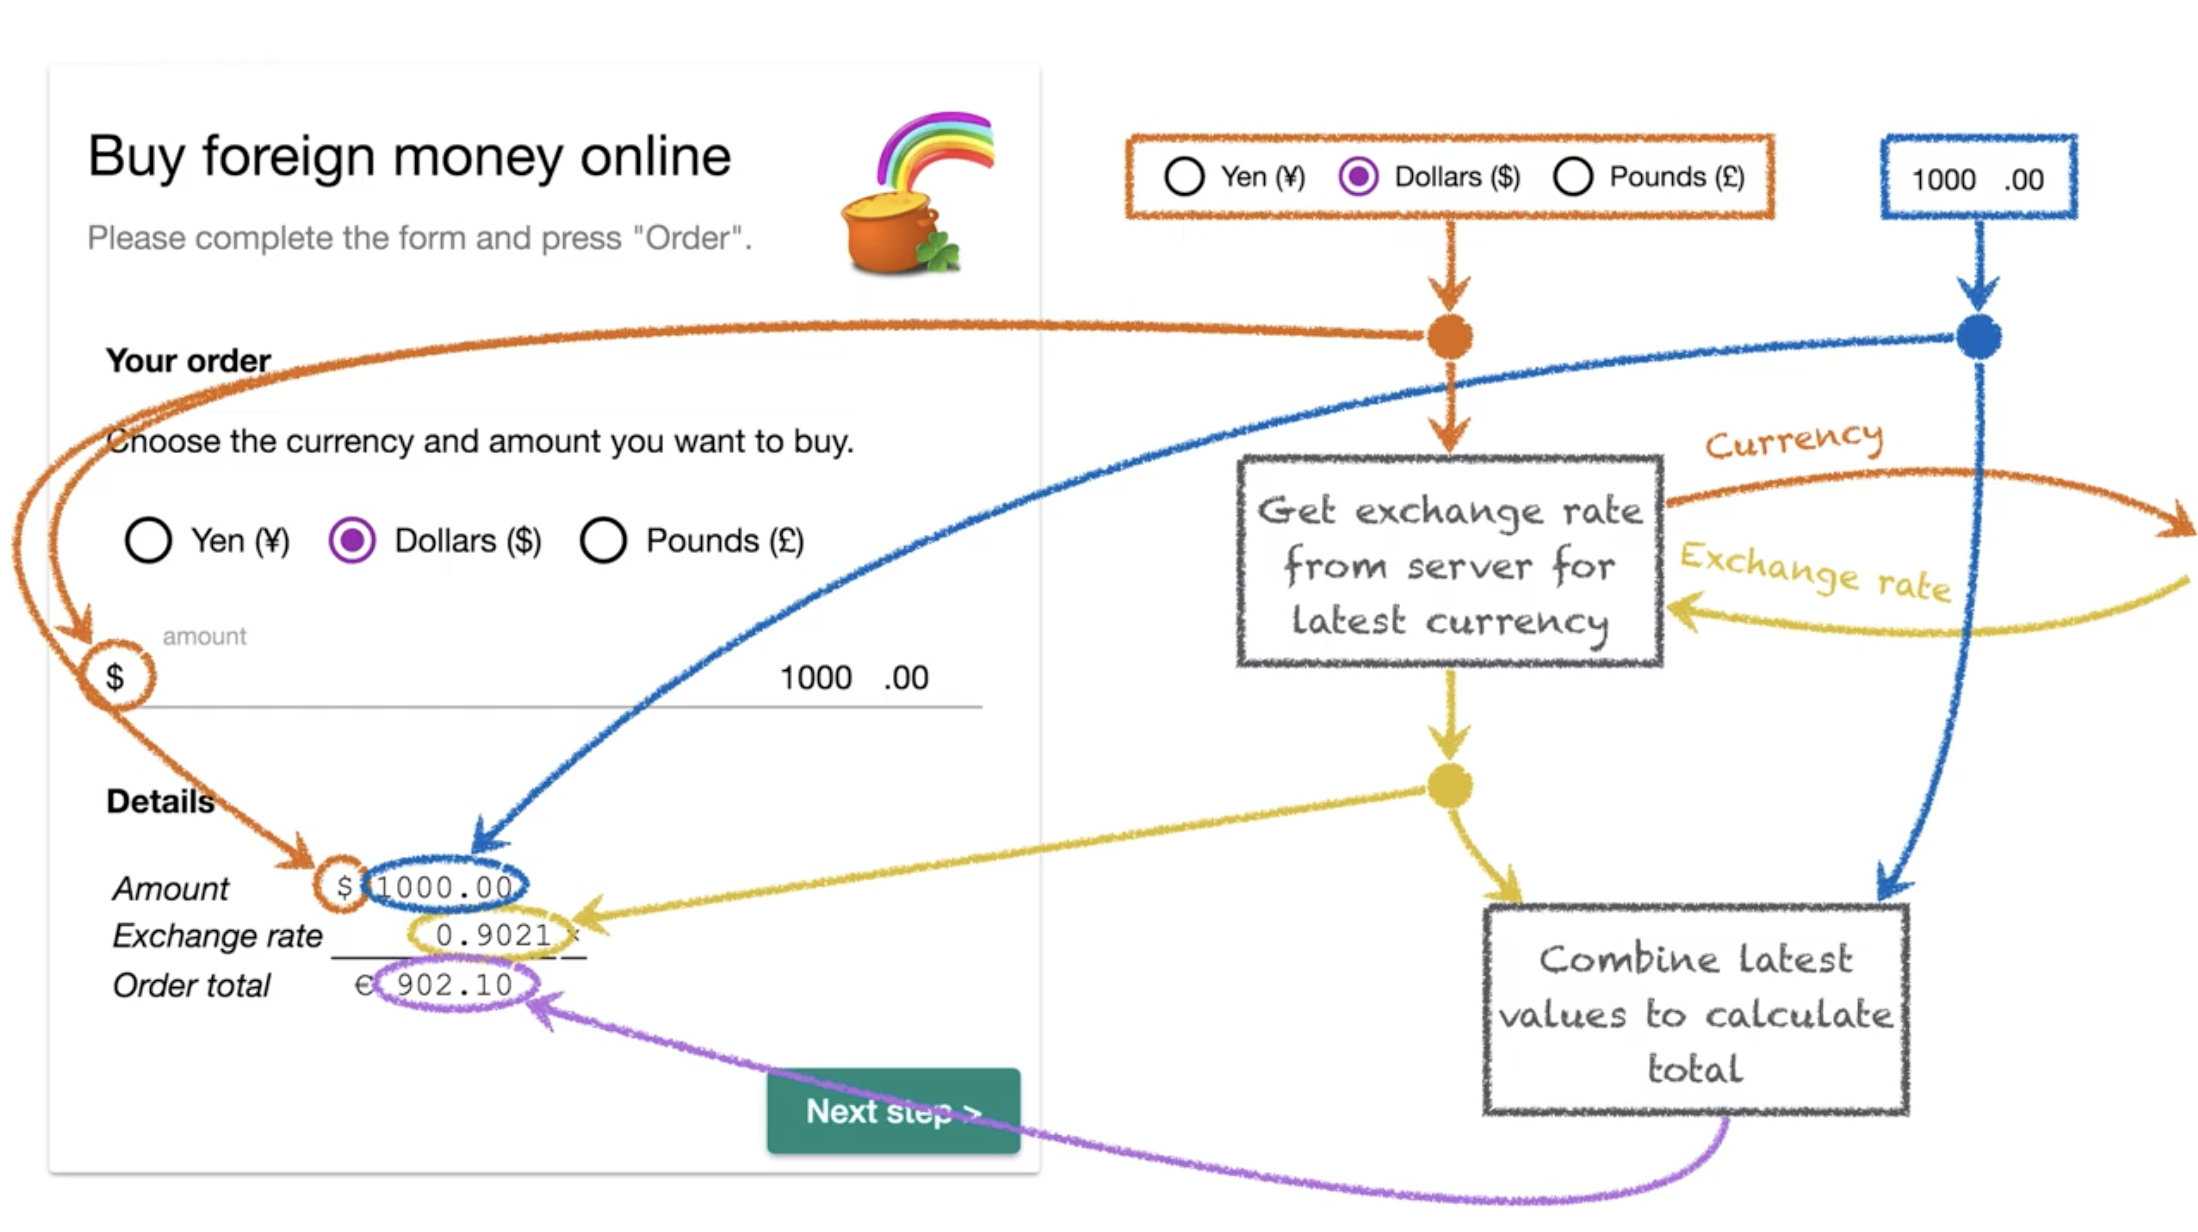 Buy foreign money online
Please complete the form and press "Order".
Your order
Choose the currency and amount you want to buy.
Yen (¥) Dollars ($) Pounds (£)
amount
$ 1000 .00
Details
Amount $ 1000.00
Exchange rate 0.9021 ×
Order total € 902.10
Next step >
Yen (¥) Dollars ($) Pounds (£)
1000 .00
Get exchange rate
from server for
latest currency
Currency
Exchange rate
Combine latest
values to calculate
total